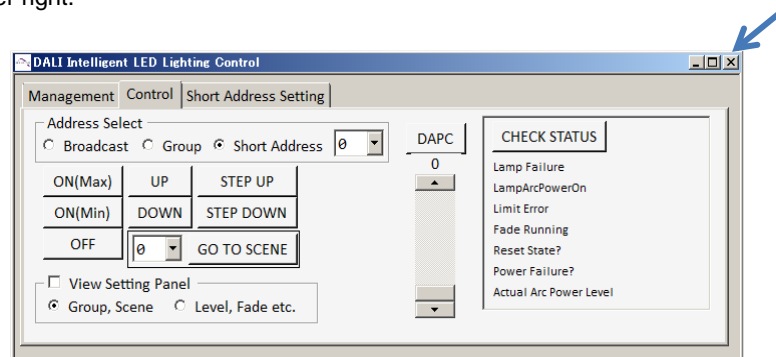 right.
DALI Intelligent LED Lighting Control
Management Control Short Address Setting
Address Select
Broadcast Group Short Address 0
ON(Max) UP STEP UP
ON(Min) DOWN STEP DOWN
OFF 0 GO TO SCENE
View Setting Panel
Group, Scene Level, Fade etc.
DAPC
0
CHECK STATUS
Lamp Failure
LampArcPowerOn
Limit Error
Fade Running
Reset State?
Power Failure?
Actual Arc Power Level